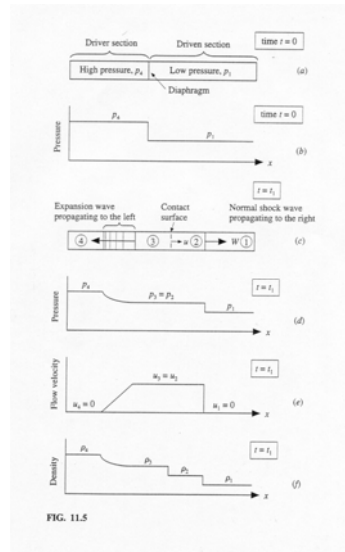 Driver section Driven section time t = 0
High pressure, p₄ Low pressure, p₁ (a)
Diaphragm
time t = 0
p₄
Pressure p₁
(b)
x
t = t₁
Expansion wave propagating to the left Contact surface Normal shock wave propagating to the right
④ ③ u ② W ① (c)
p₄ t = t₁
Pressure p₃ = p₂ p₁ (d)
x
t = t₁
Flow velocity u₃ = u₂
u₄ = 0 u₁ = 0 (e)
x
ρ₄ t = t₁
Density ρ₃ ρ₂ ρ₁ (f)
x
FIG. 11.5